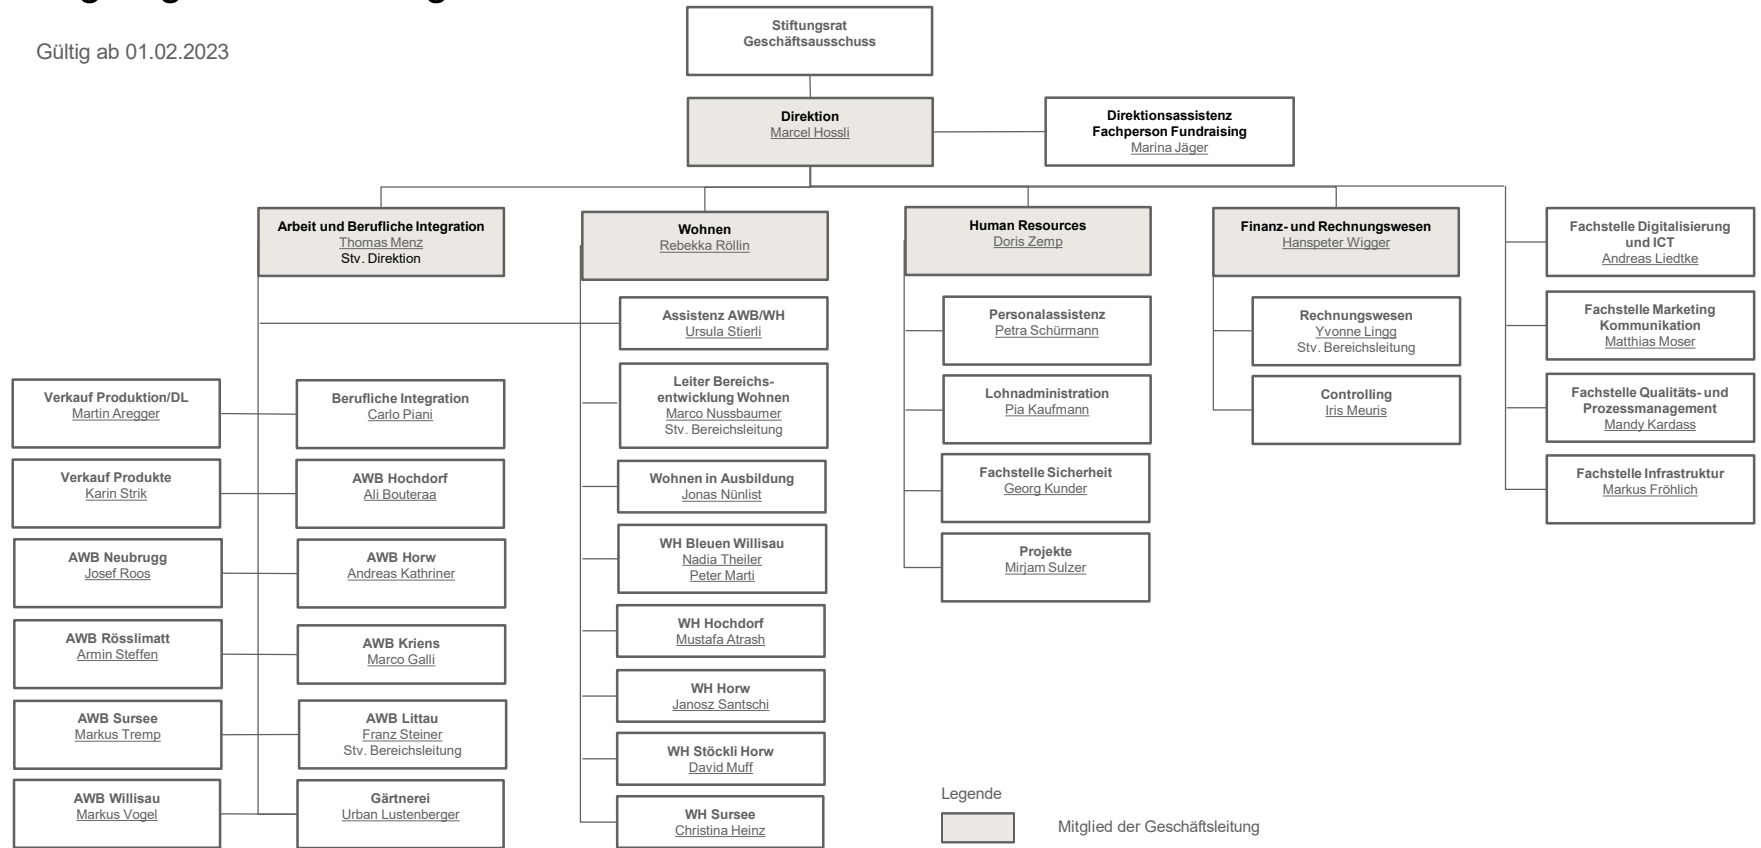 Gültig ab 01.02.2023
Stiftungsrat
Geschäftsausschuss
Direktion
Marcel Hossli
Direktionsassistenz
Fachperson Fundraising
Marina Jäger
Arbeit und Berufliche Integration
Thomas Menz
Stv. Direktion
Wohnen
Rebekka Röllin
Human Resources
Doris Zemp
Finanz- und Rechnungswesen
Hanspeter Wigger
Fachstelle Digitalisierung
und ICT
Andreas Liedtke
Fachstelle Marketing
Kommunikation
Matthias Moser
Fachstelle Qualitäts- und
Prozessmanagement
Mandy Kardass
Fachstelle Infrastruktur
Markus Fröhlich
Verkauf Produktion/DL
Martin Aregger
Berufliche Integration
Carlo Piani
Verkauf Produkte
Karin Strik
AWB Hochdorf
Ali Bouteraa
AWB Neubrugg
Josef Roos
AWB Horw
Andreas Kathriner
AWB Rösslimatt
Armin Steffen
AWB Kriens
Marco Galli
AWB Sursee
Markus Tremp
AWB Littau
Franz Steiner
Stv. Bereichsleitung
AWB Willisau
Markus Vogel
Gärtnerei
Urban Lustenberger
Assistenz AWB/WH
Ursula Stierli
Leiter Bereichs-
entwicklung Wohnen
Marco Nussbaumer
Stv. Bereichsleitung
Wohnen in Ausbildung
Jonas Nünlist
WH Bleuen Willisau
Nadia Theiler
Peter Marti
WH Hochdorf
Mustafa Atrash
WH Horw
Janosz Santschi
WH Stöckli Horw
David Muff
WH Sursee
Christina Heinz
Personalassistenz
Petra Schürmann
Lohnadministration
Pia Kaufmann
Fachstelle Sicherheit
Georg Kunder
Projekte
Mirjam Sulzer
Rechnungswesen
Yvonne Lingg
Stv. Bereichsleitung
Controlling
Iris Meuris
Legende
Mitglied der Geschäftsleitung